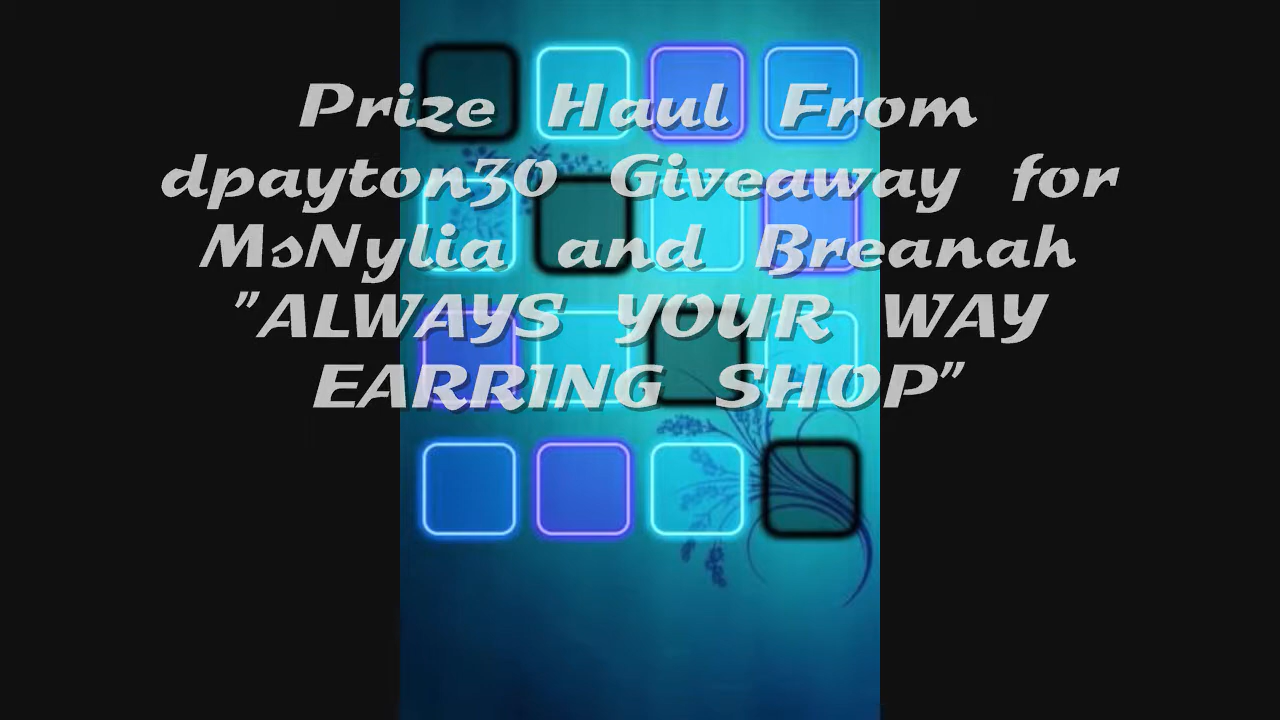 Prize Haul From
dpayton30 Giveaway for
MsNylia and Breanah
"ALWAYS YOUR WAY
EARRING SHOP"